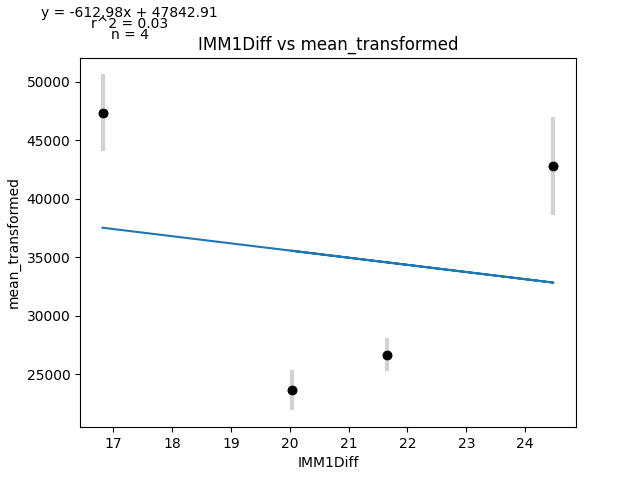 y = -612.98x + 47842.91
r^2 = 0.03
n = 4
IMM1Diff vs mean_transformed
50000
45000
40000
35000
30000
25000
mean_transformed
17 18 19 20 21 22 23 24
IMM1Diff